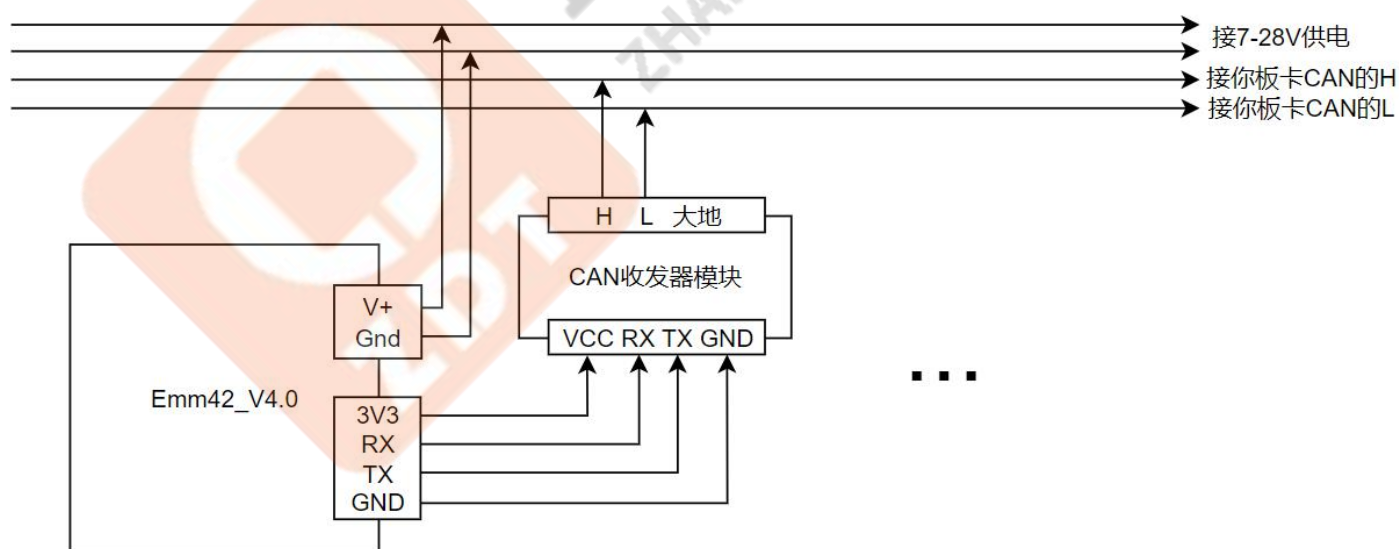 接7-28V供电
接你板卡CAN的H
接你板卡CAN的L
H L 大地
CAN收发器模块
VCC RX TX GND
V+
Gnd
Emm42_V4.0
3V3
RX
TX
GND
...
ZDT